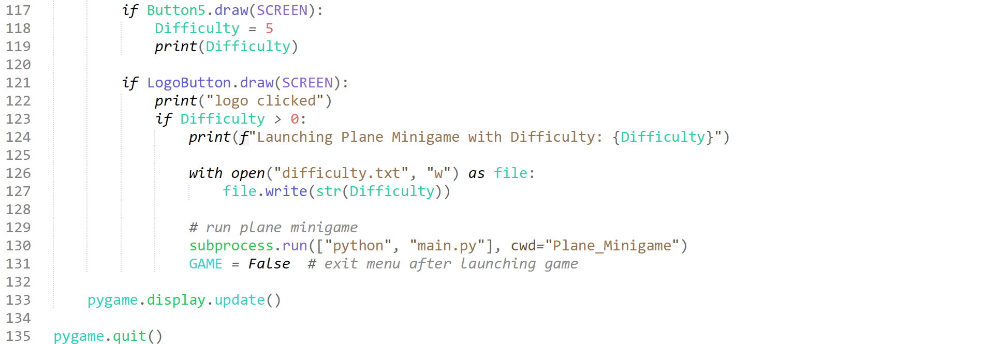 117 if Button5.draw(SCREEN):
118 Difficulty = 5
119 print(Difficulty)
120
121 if LogoButton.draw(SCREEN):
122 print("logo clicked")
123 if Difficulty > 0:
124 print(f"Launching Plane Minigame with Difficulty: {Difficulty}")
125
126 with open("difficulty.txt", "w") as file:
127 file.write(str(Difficulty))
128
129 # run plane minigame
130 subprocess.run(["python", "main.py"], cwd="Plane_Minigame")
131 GAME = False  # exit menu after launching game
132
133 pygame.display.update()
134
135 pygame.quit()